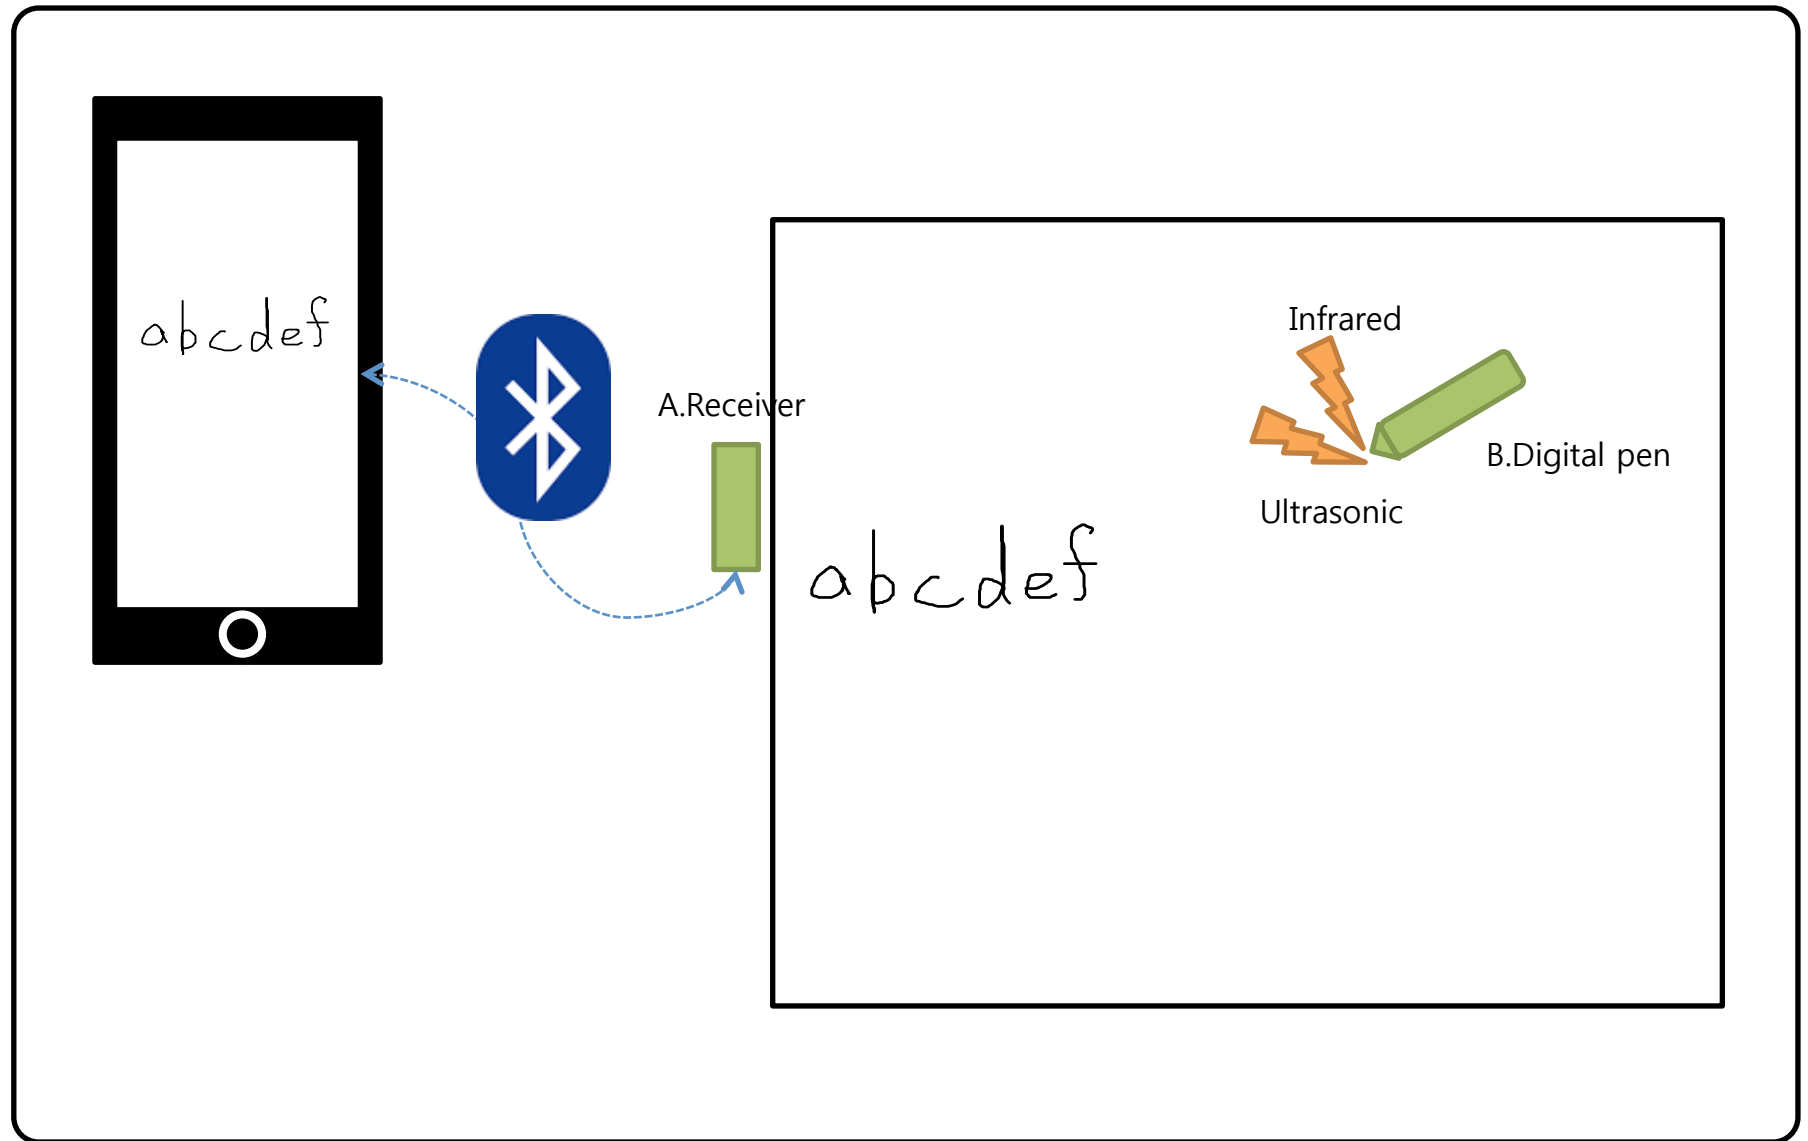 abcdef
Infrared
A.Receiver
B.Digital pen
Ultrasonic
abcdef